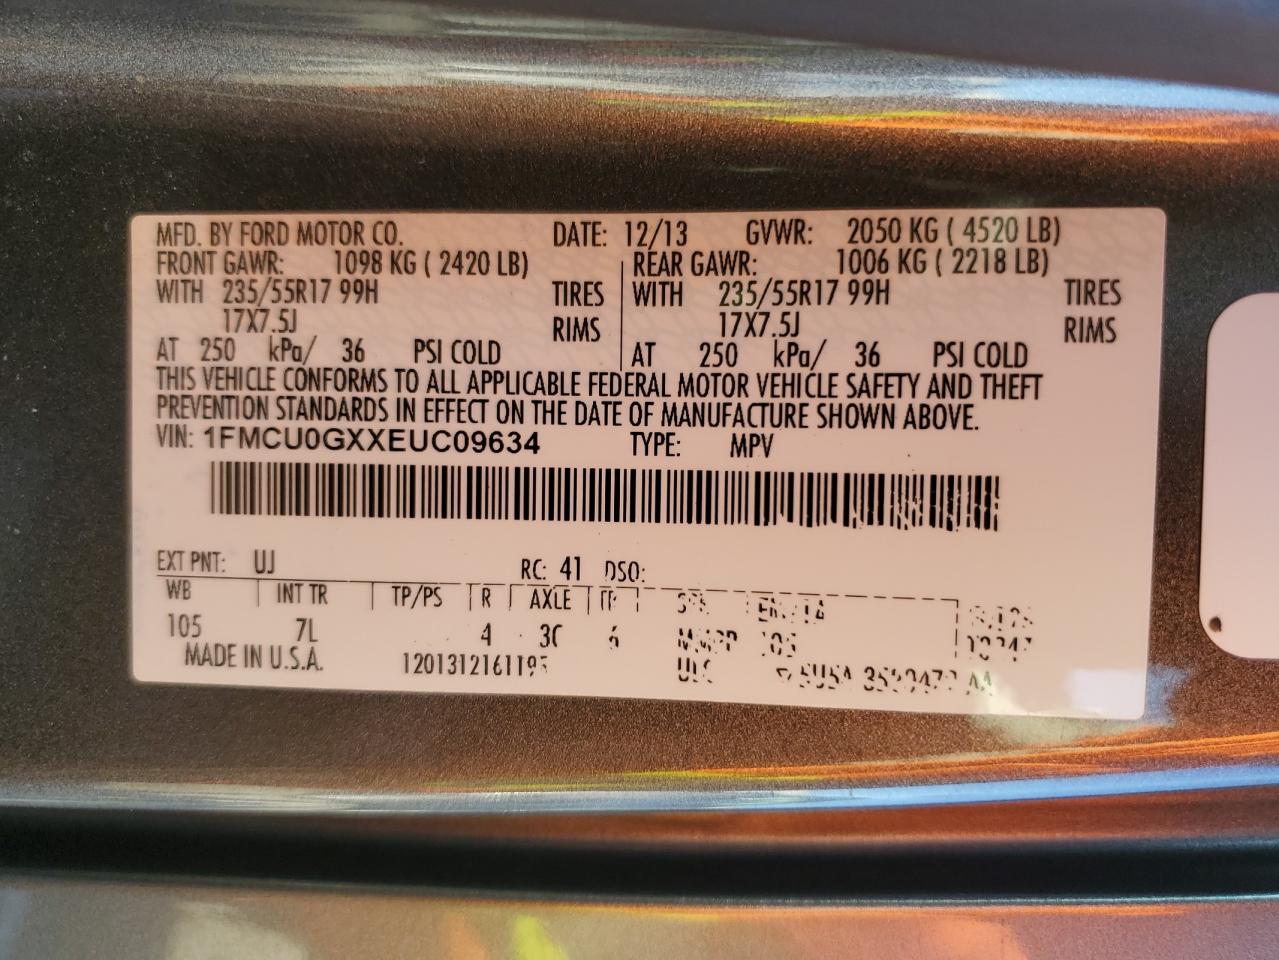 MFD. BY FORD MOTOR CO. DATE: 12/13 GVWR: 2050 KG ( 4520 LB)
FRONT GAWR: 1098 KG ( 2420 LB) REAR GAWR: 1006 KG ( 2218 LB)
WITH 235/55R17 99H TIRES WITH 235/55R17 99H TIRES
17X7.5J RIMS 17X7.5J RIMS
AT 250 kPa/ 36 PSI COLD AT 250 kPa/ 36 PSI COLD
THIS VEHICLE CONFORMS TO ALL APPLICABLE FEDERAL MOTOR VEHICLE SAFETY AND THEFT
PREVENTION STANDARDS IN EFFECT ON THE DATE OF MANUFACTURE SHOWN ABOVE.
VIN: 1FMCU0GXXEUC09634 TYPE: MPV
EXT PNT: UJ RC: 41 DSO:
WB INT TR TP/PS R AXLE
105 7L 4 6
MADE IN U.S.A.